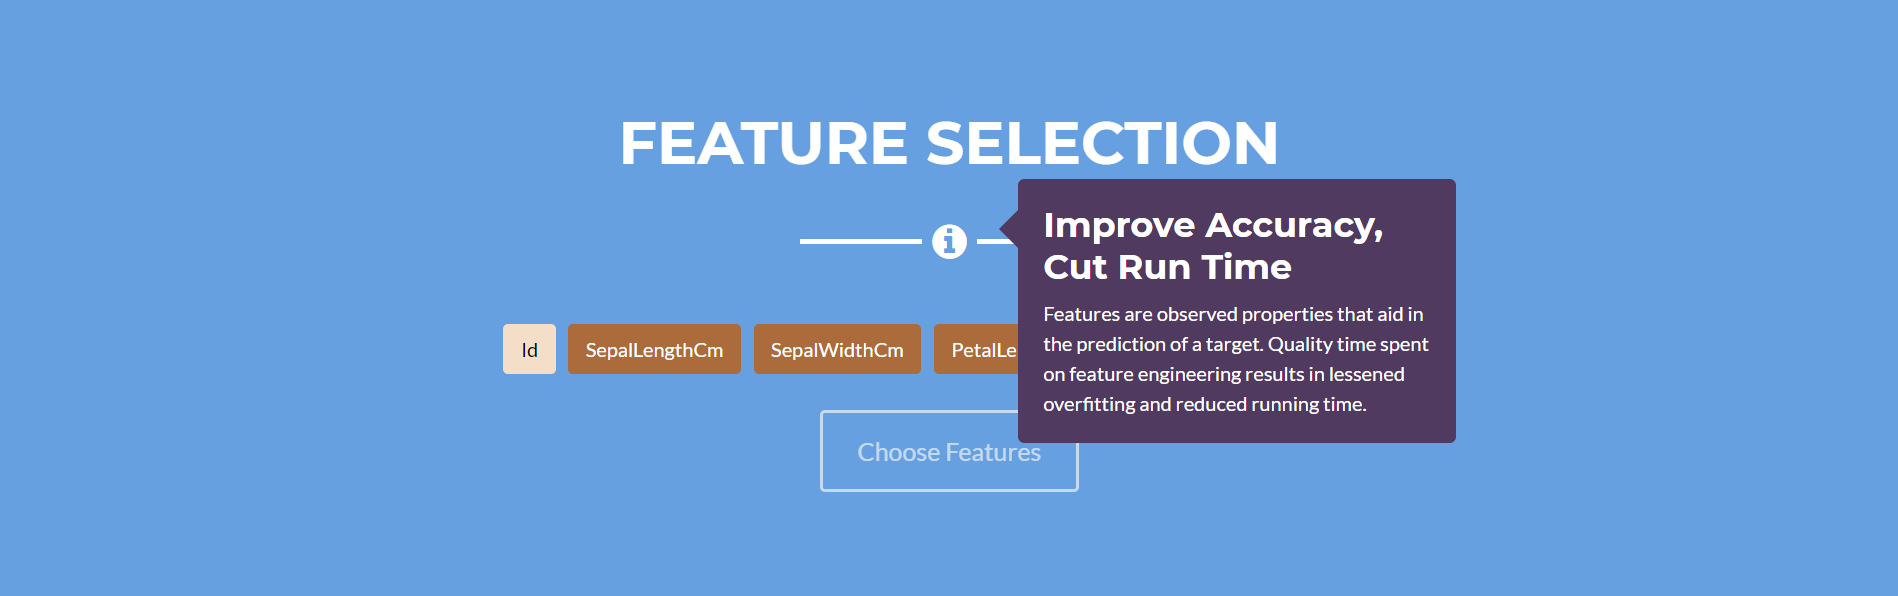 FEATURE SELECTION
Improve Accuracy,
Cut Run Time
Features are observed properties that aid in
the prediction of a target. Quality time spent
on feature engineering results in lessened
overfitting and reduced running time.
Id SepalLengthCm SepalWidthCm PetalLe
Choose Features